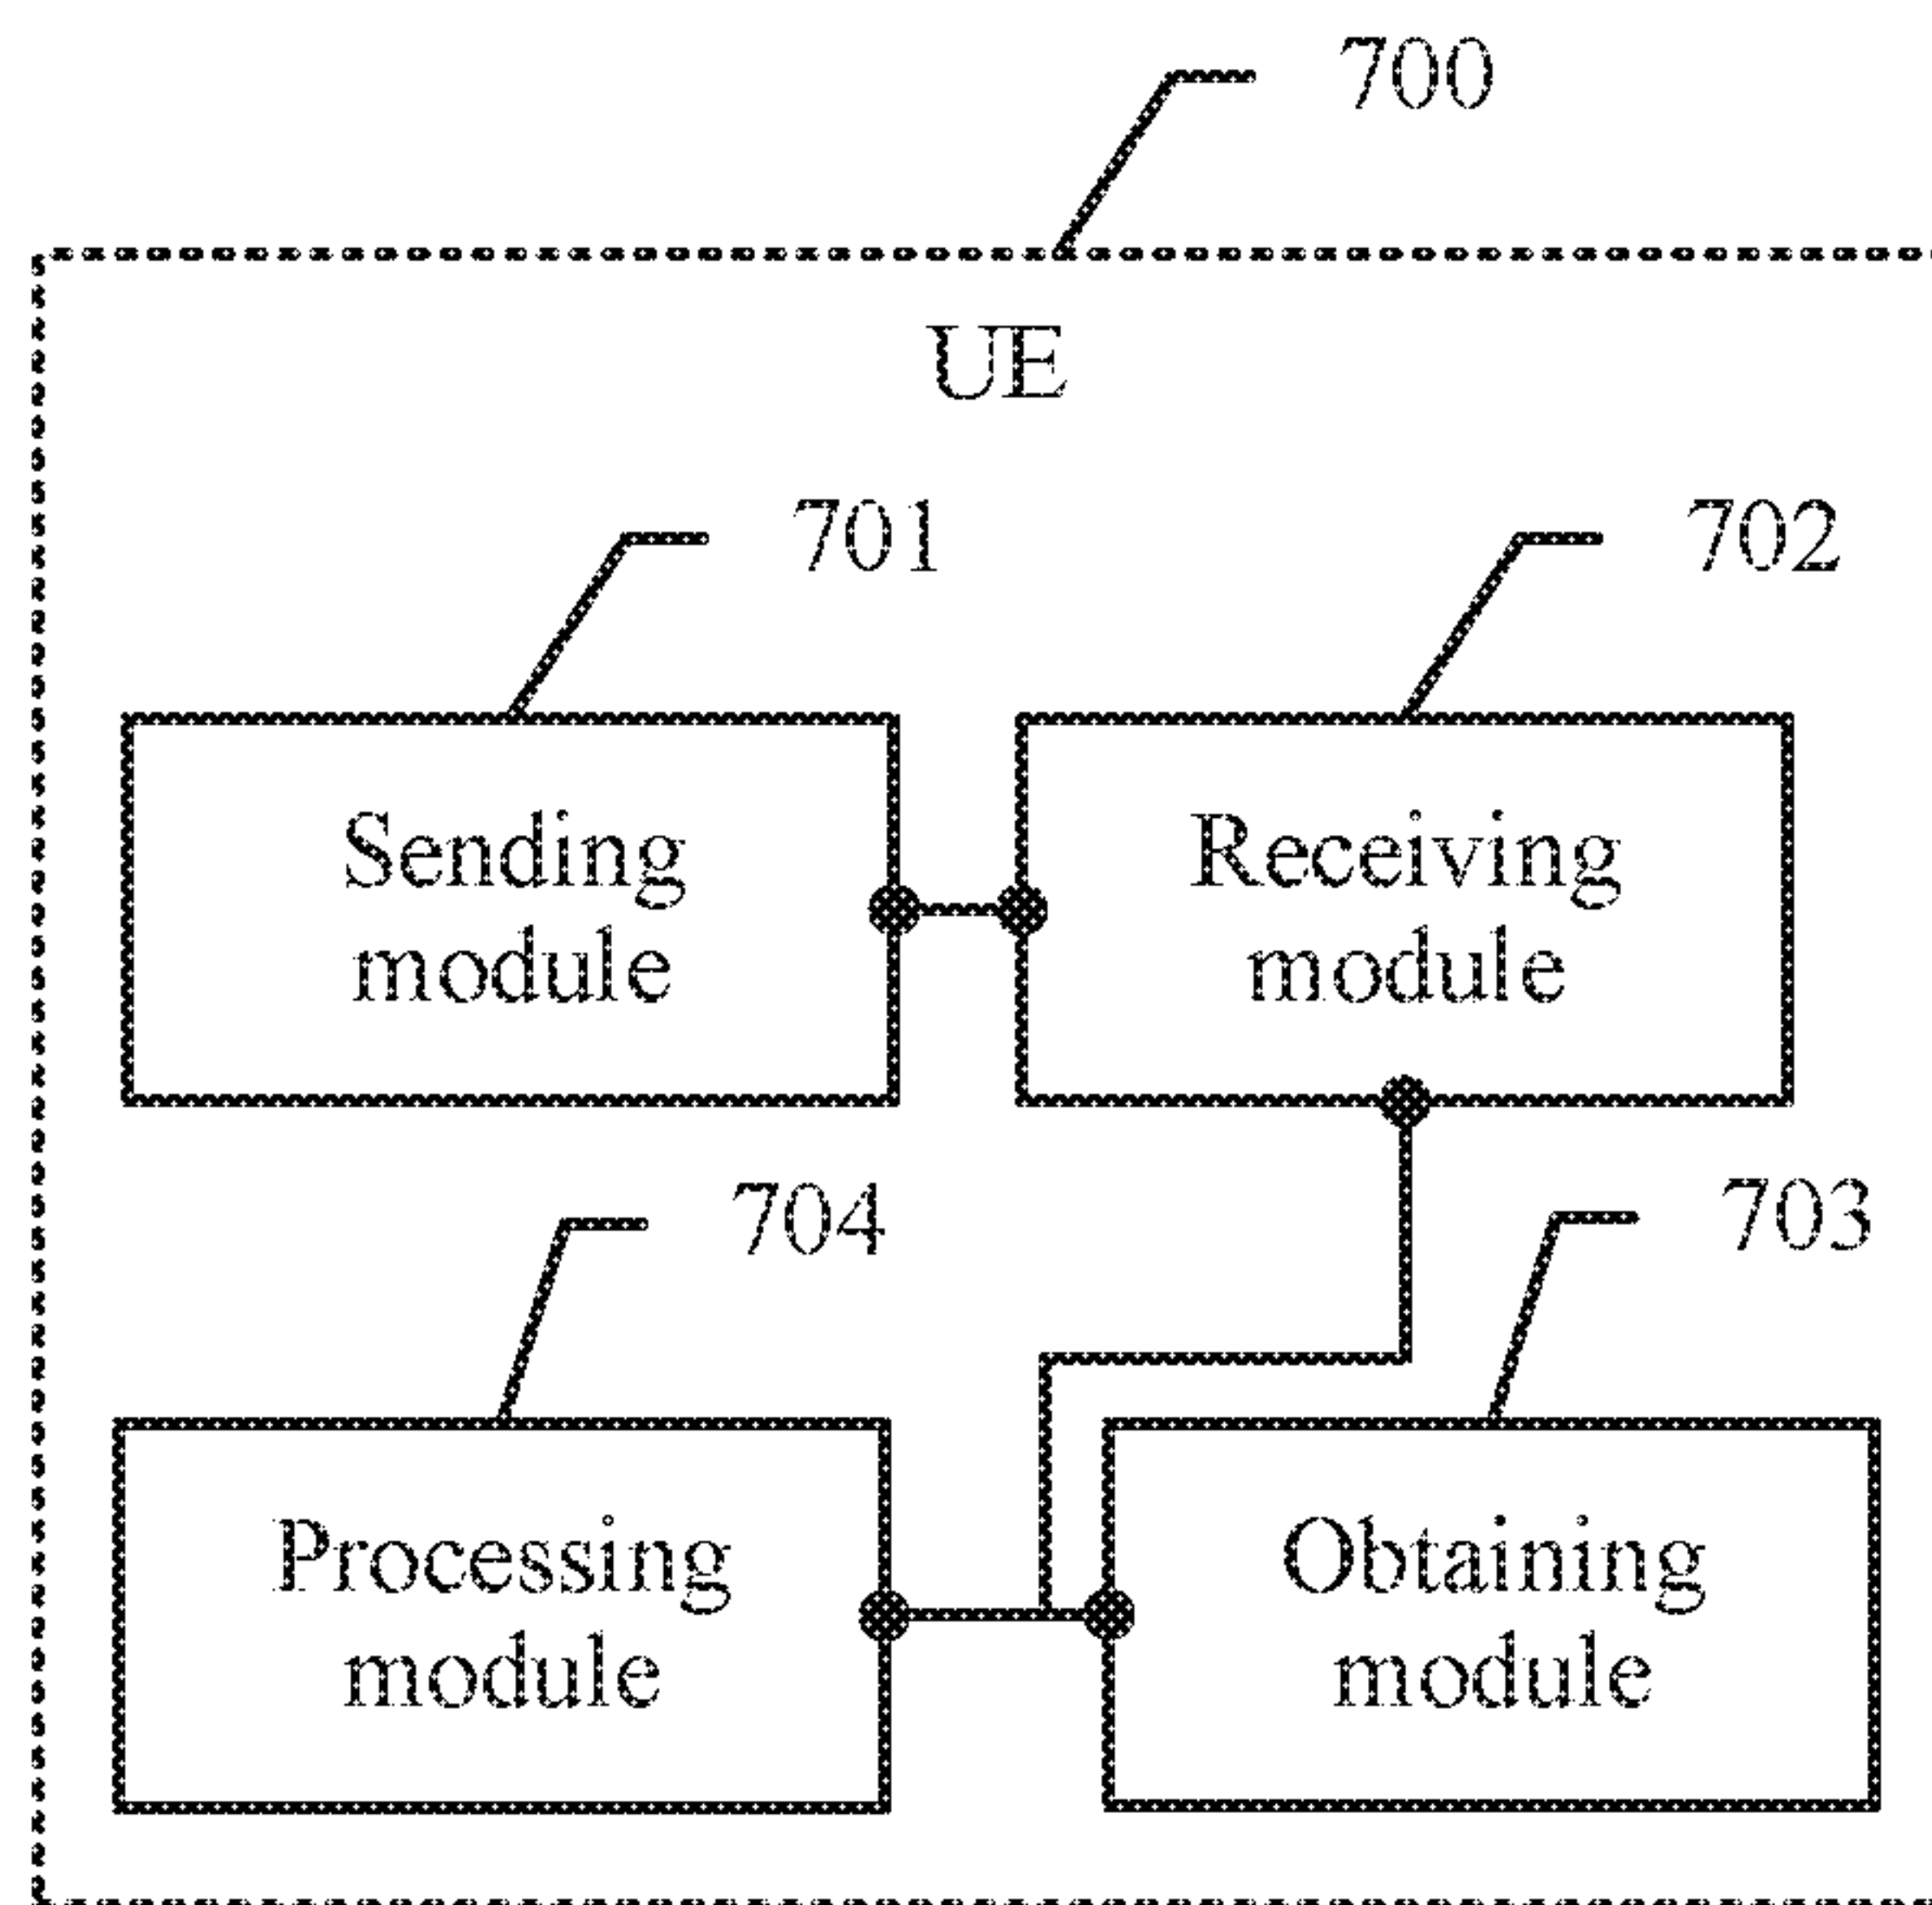 700
UE
701
702
Sending
module
Receiving
module
704
703
Processing
module
Obtaining
module